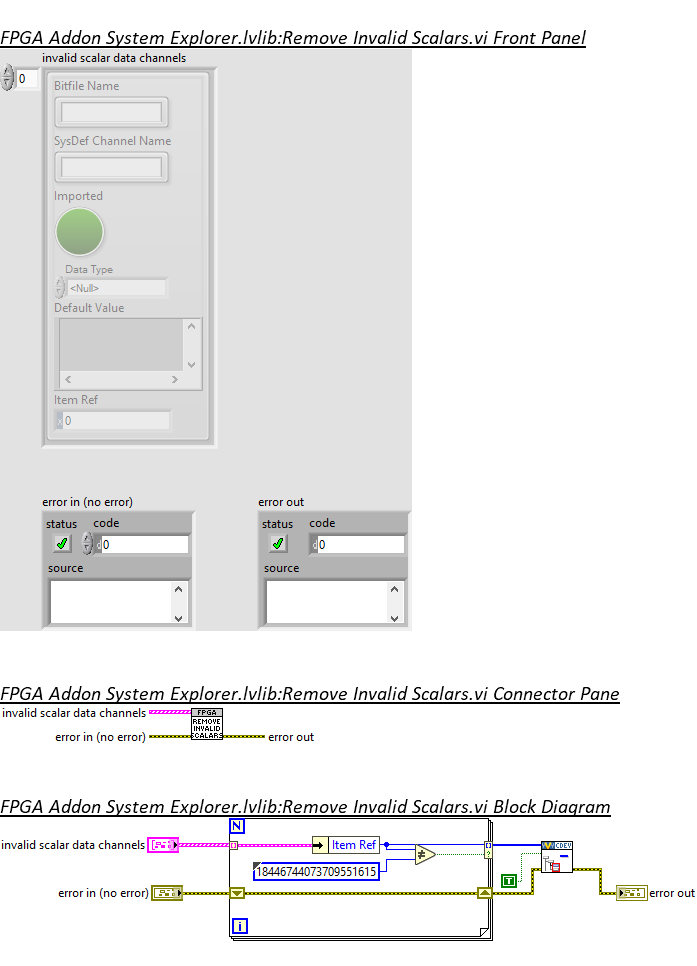 FPGA Addon System Explorer.lvlib:Remove Invalid Scalars.vi Front Panel
invalid scalar data channels
0
Bitfile Name
SysDef Channel Name
Imported
Data Type
<Null>
Default Value
Item Ref
x 0
error in (no error)
error out
status code
d 0
status code
d 0
source
source
FPGA Addon System Explorer.lvlib:Remove Invalid Scalars.vi Connector Pane
invalid scalar data channels
FPGA
REMOVE
INVALID
SCALARS
error in (no error)
error out
FPGA Addon System Explorer.lvlib:Remove Invalid Scalars.vi Block Diagram
N
invalid scalar data channels
Item Ref
≠
?
CDEV
18446744073709551615
T
error in (no error)
error out
i